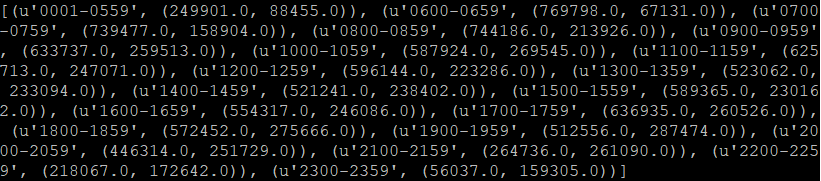 [(u'0001-0559', (249901.0, 88455.0)), (u'0600-0659', (769798.0, 67131.0)), (u'0700
-0759', (739477.0, 158904.0)), (u'0800-0859', (744186.0, 213926.0)), (u'0900-0959'
, (633737.0, 259513.0)), (u'1000-1059', (587924.0, 269545.0)), (u'1100-1159', (625
713.0, 247071.0)), (u'1200-1259', (596144.0, 223286.0)), (u'1300-1359', (523062.0,
 233094.0)), (u'1400-1459', (521241.0, 238402.0)), (u'1500-1559', (589365.0, 23016
2.0)), (u'1600-1659', (554317.0, 246086.0)), (u'1700-1759', (636935.0, 260526.0)),
 (u'1800-1859', (572452.0, 275666.0)), (u'1900-1959', (512556.0, 287474.0)), (u'20
00-2059', (446314.0, 251729.0)), (u'2100-2159', (264736.0, 261090.0)), (u'2200-225
9', (218067.0, 172642.0)), (u'2300-2359', (56037.0, 159305.0))]